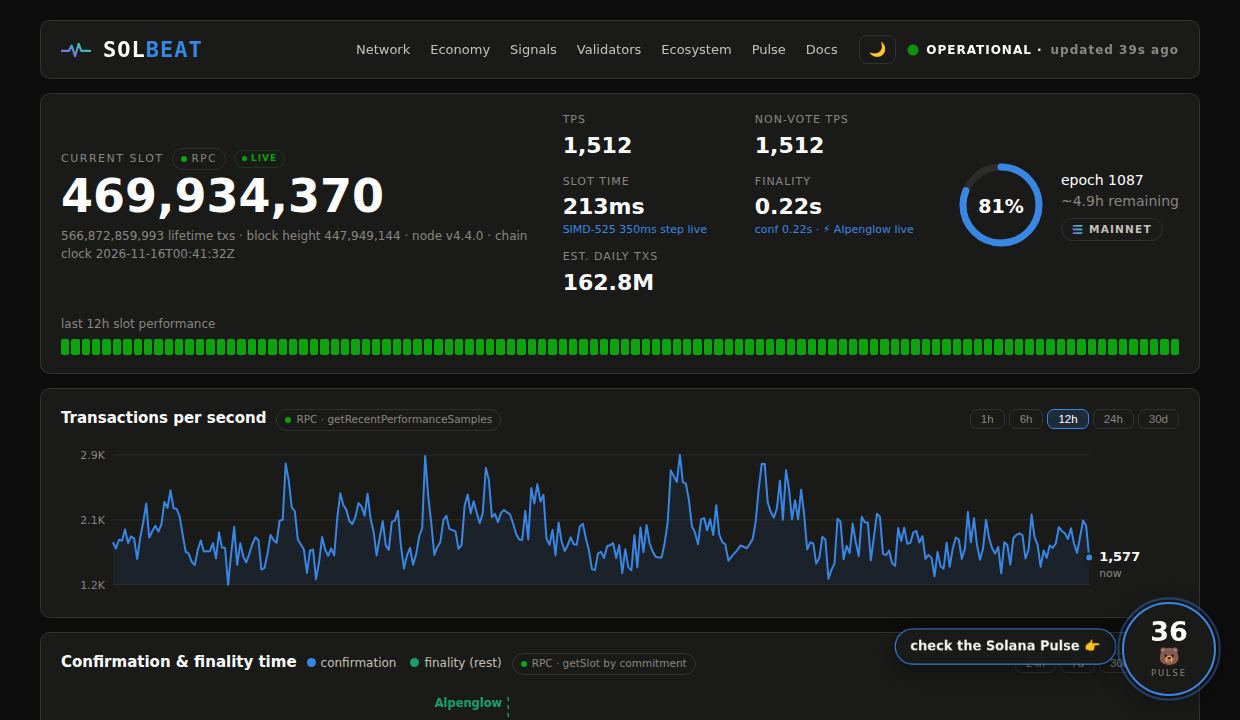 SOLBEAT
Network Economy Signals Validators Ecosystem Pulse Docs
OPERATIONAL · updated 39s ago
CURRENT SLOT RPC LIVE
469,934,370
566,872,859,993 lifetime txs · block height 447,949,144 · node v4.4.0 · chain
clock 2026-11-16T00:41:32Z
TPS
1,512
NON-VOTE TPS
1,512
SLOT TIME
213ms
SIMD-525 350ms step live
FINALITY
0.22s
conf 0.22s · ⚡ Alpenglow live
EST. DAILY TXS
162.8M
81%
epoch 1087
~4.9h remaining
MAINNET
last 12h slot performance
Transactions per second RPC · getRecentPerformanceSamples
1h 6h 12h 24h 30d
2.9K
2.1K
1.2K
1,577
now
Confirmation & finality time confirmation finality (rest) RPC · getSlot by commitment
check the Solana Pulse 👉
36
PULSE
Alpenglow